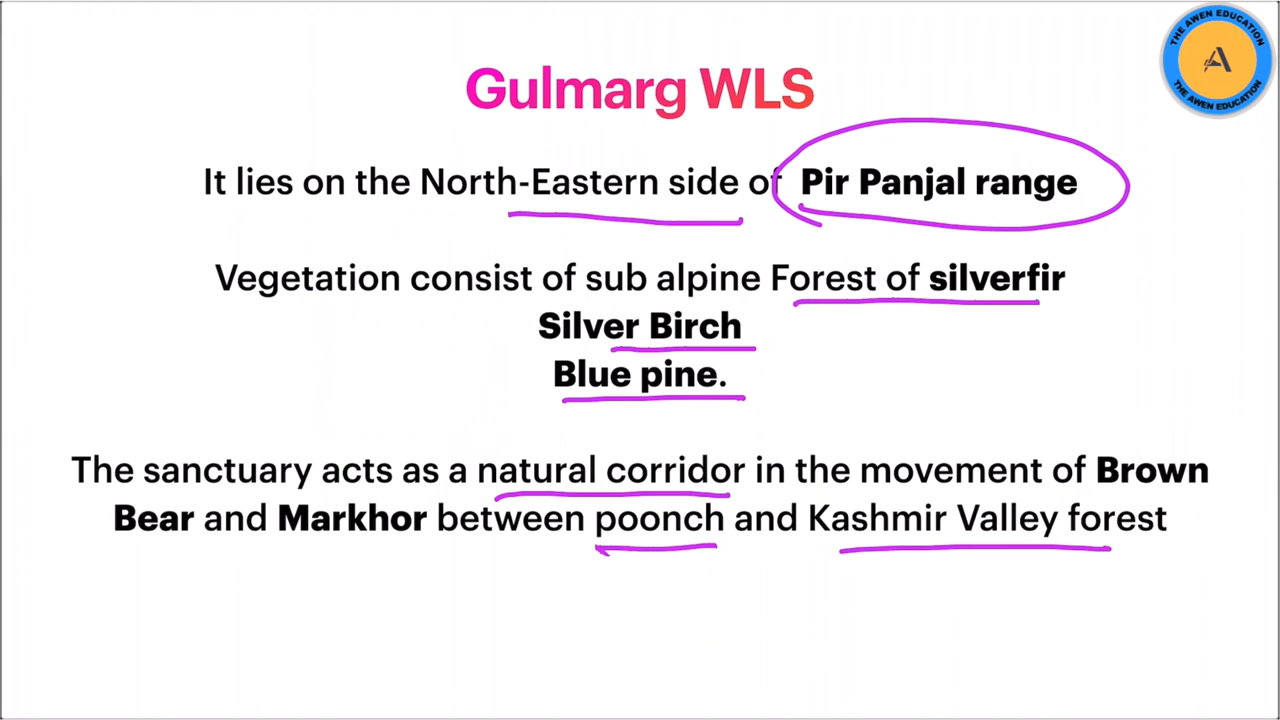 THE AWEN EDUCATION
A
THE AWEN EDUCATION
Gulmarg WLS
It lies on the North-Eastern side of Pir Panjal range
Vegetation consist of sub alpine Forest of silverfir
Silver Birch
Blue pine.
The sanctuary acts as a natural corridor in the movement of Brown
Bear and Markhor between poonch and Kashmir Valley forest